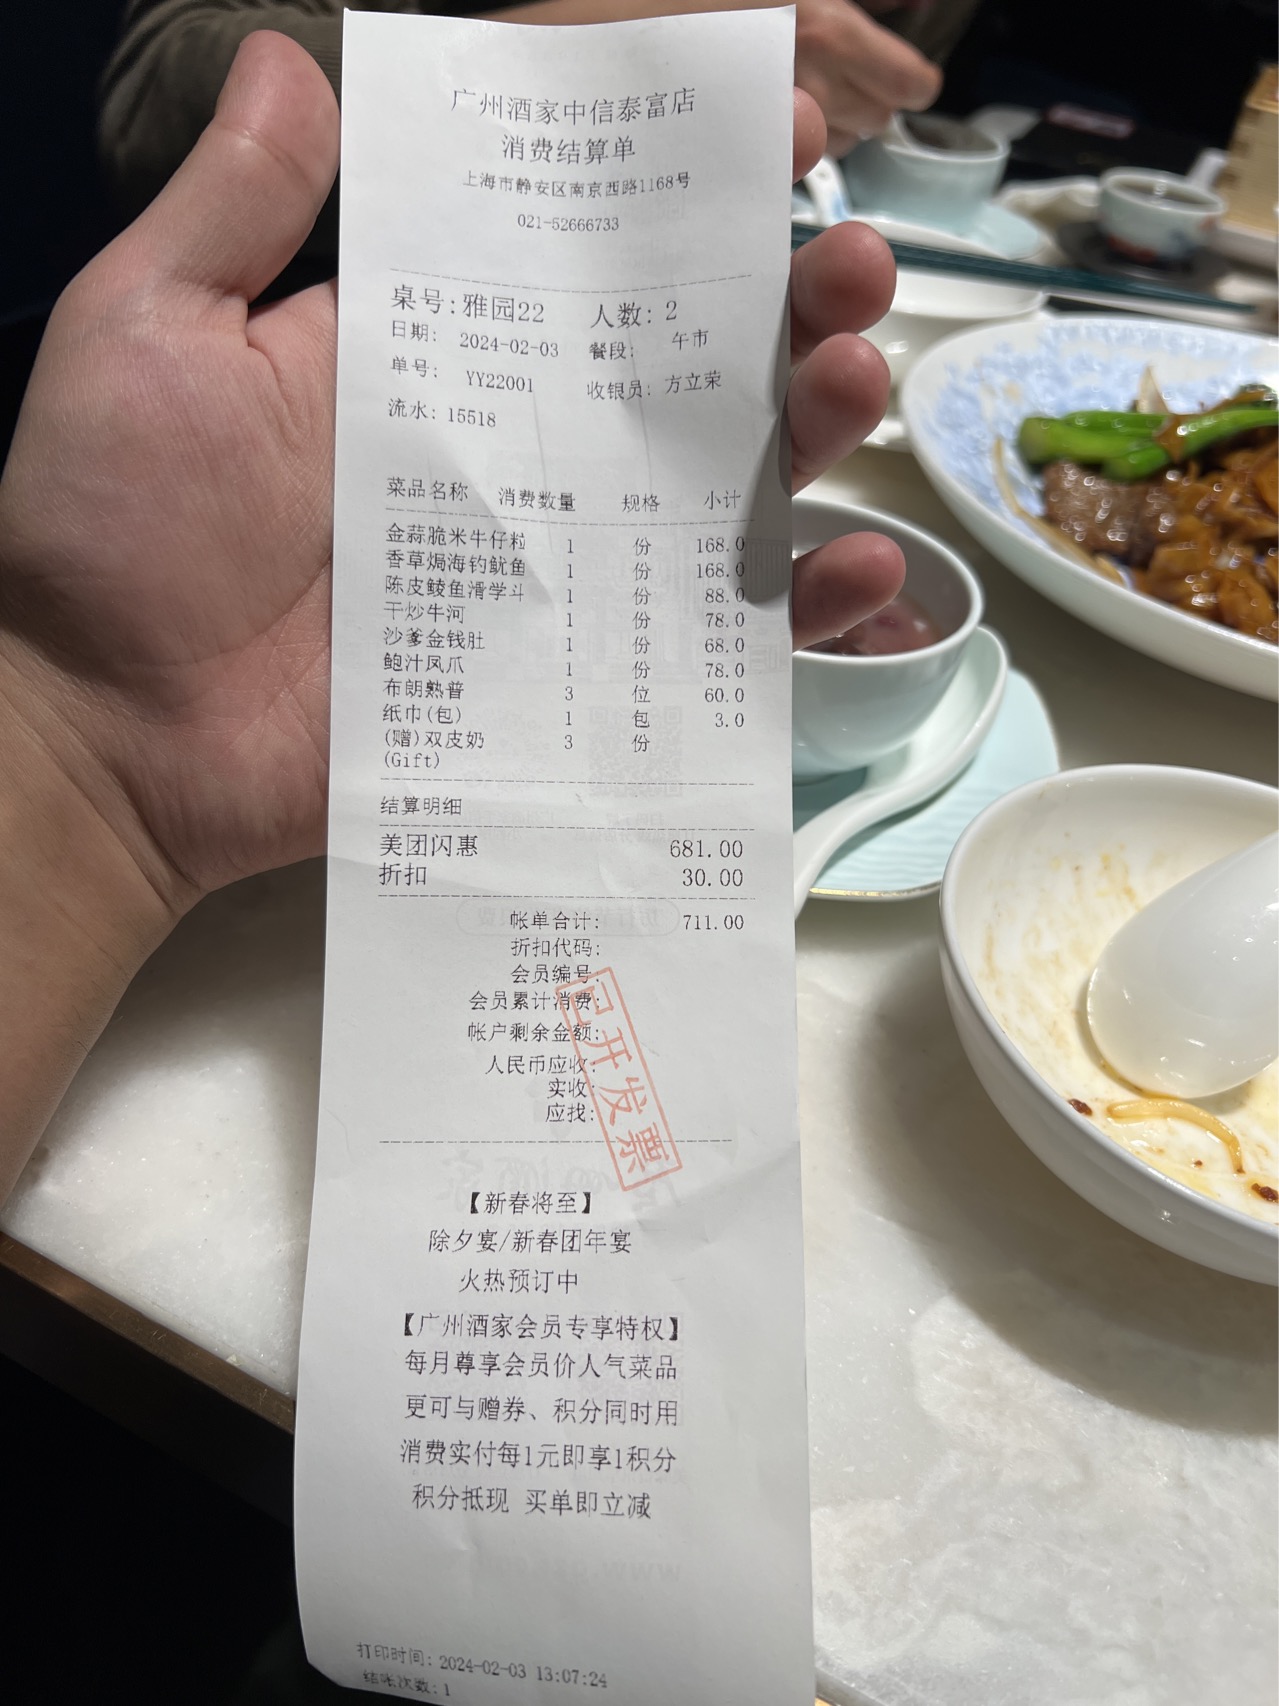 广州酒家中信泰富店
消费结算单
上海市静安区南京西路1168号
021-52666733
桌号:雅园22 人数: 2
日期: 2024-02-03 餐段: 午市
单号: YY22001 收银员: 方立荣
流水: 15518
菜品名称 消费数量 规格 小计
金蒜脆米牛仔粒 1 份 168.0
香草焗海钓鱿鱼 1 份 168.0
陈皮鲮鱼滑学斗 1 份 88.0
干炒牛河 1 份 78.0
沙爹金钱肚 1 份 68.0
鲍汁凤爪 1 份 78.0
布朗熟普 3 位 60.0
纸巾(包) 1 包 3.0
(赠)双皮奶 3 份
(Gift)
结算明细
美团闪惠 681.00
折扣 30.00
帐单合计: 711.00
折扣代码:
会员编号:
会员累计消费:
帐户剩余金额:
人民币应收:
实收:
应找:
已开发票
【新春将至】
除夕宴/新春团年宴
火热预订中
【广州酒家会员专享特权】
每月尊享会员价人气菜品
更可与赠券、积分同时用
消费实付每1元即享1积分
积分抵现 买单即立减
打印时间: 2024-02-03 13:07:24
结帐次数: 1